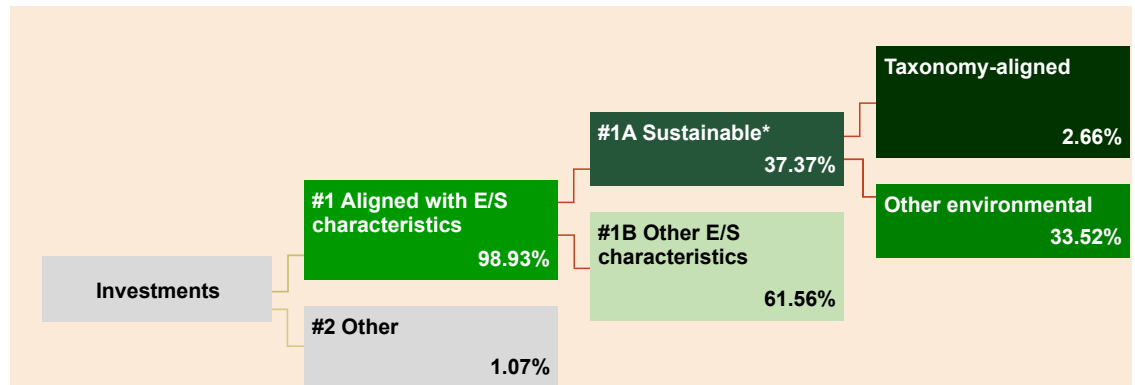 Investments
#1 Aligned with E/S
characteristics
98.93%
#2 Other
1.07%
#1A Sustainable*
37.37%
#1B Other E/S
characteristics
61.56%
Taxonomy-aligned
2.66%
Other environmental
33.52%